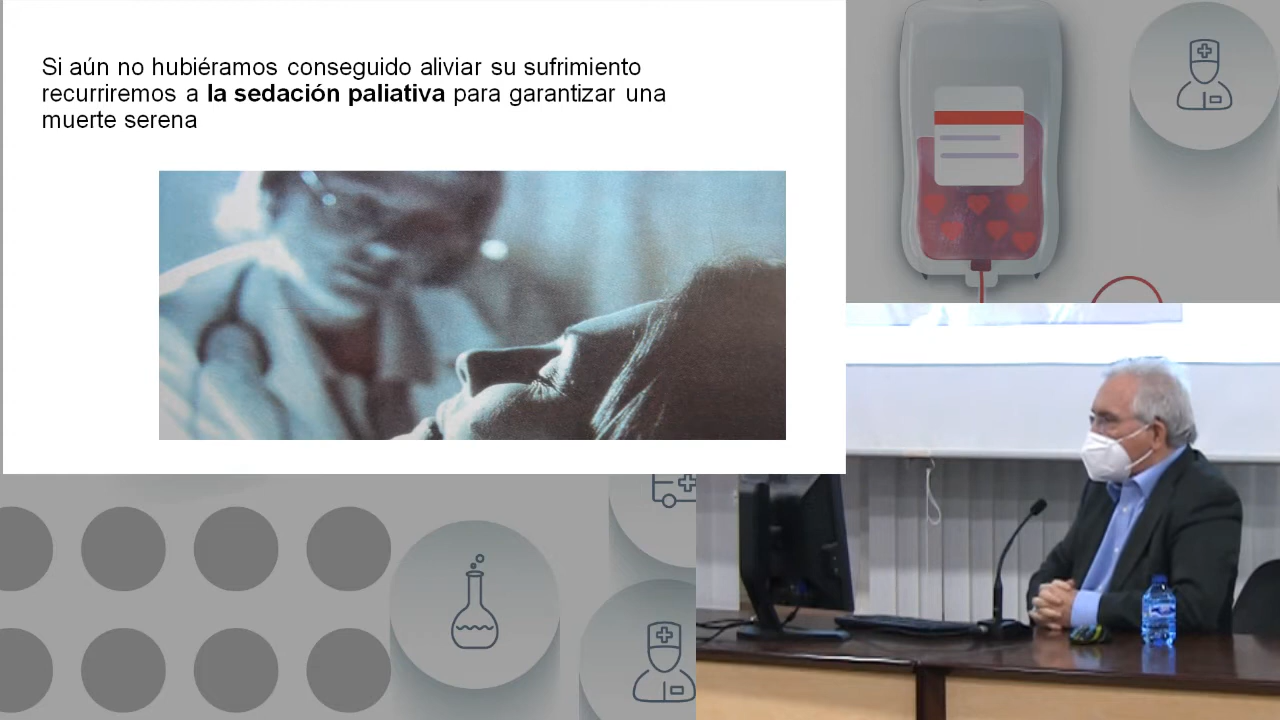 Si aún no hubiéramos conseguido aliviar su sufrimiento
recurriremos a la sedación paliativa para garantizar una
muerte serena